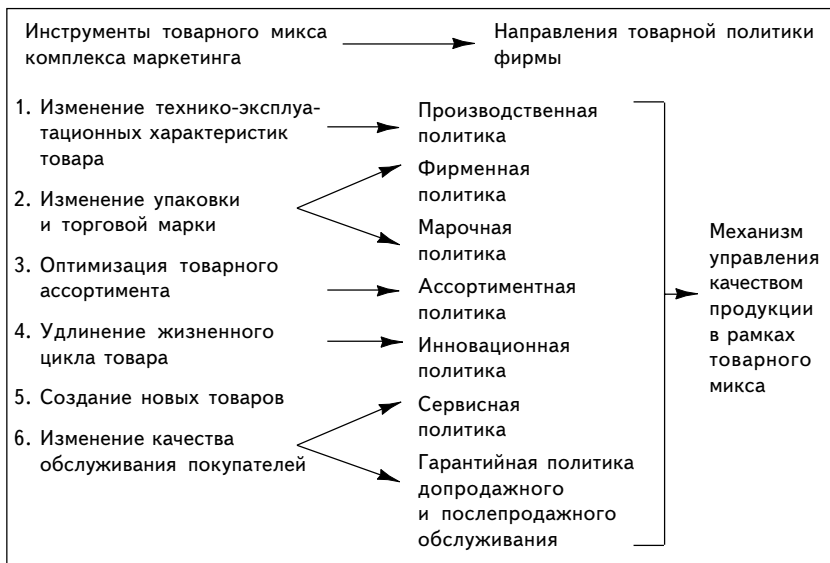 Инструменты товарного микса
комплекса маркетинга
Направления товарной политики
фирмы
1. Изменение технико-эксплуа-
тационных характеристик
товара
2. Изменение упаковки
и торговой марки
3. Оптимизация товарного
ассортимента
4. Удлинение жизненного
цикла товара
5. Создание новых товаров
6. Изменение качества
обслуживания покупателей
Производственная
политика
Фирменная
политика
Марочная
политика
Ассортиментная
политика
Инновационная
политика
Сервисная
политика
Гарантийная политика
допродажного
и послепродажного
обслуживания
Механизм
управления
качеством
продукции
в рамках
товарного
микса